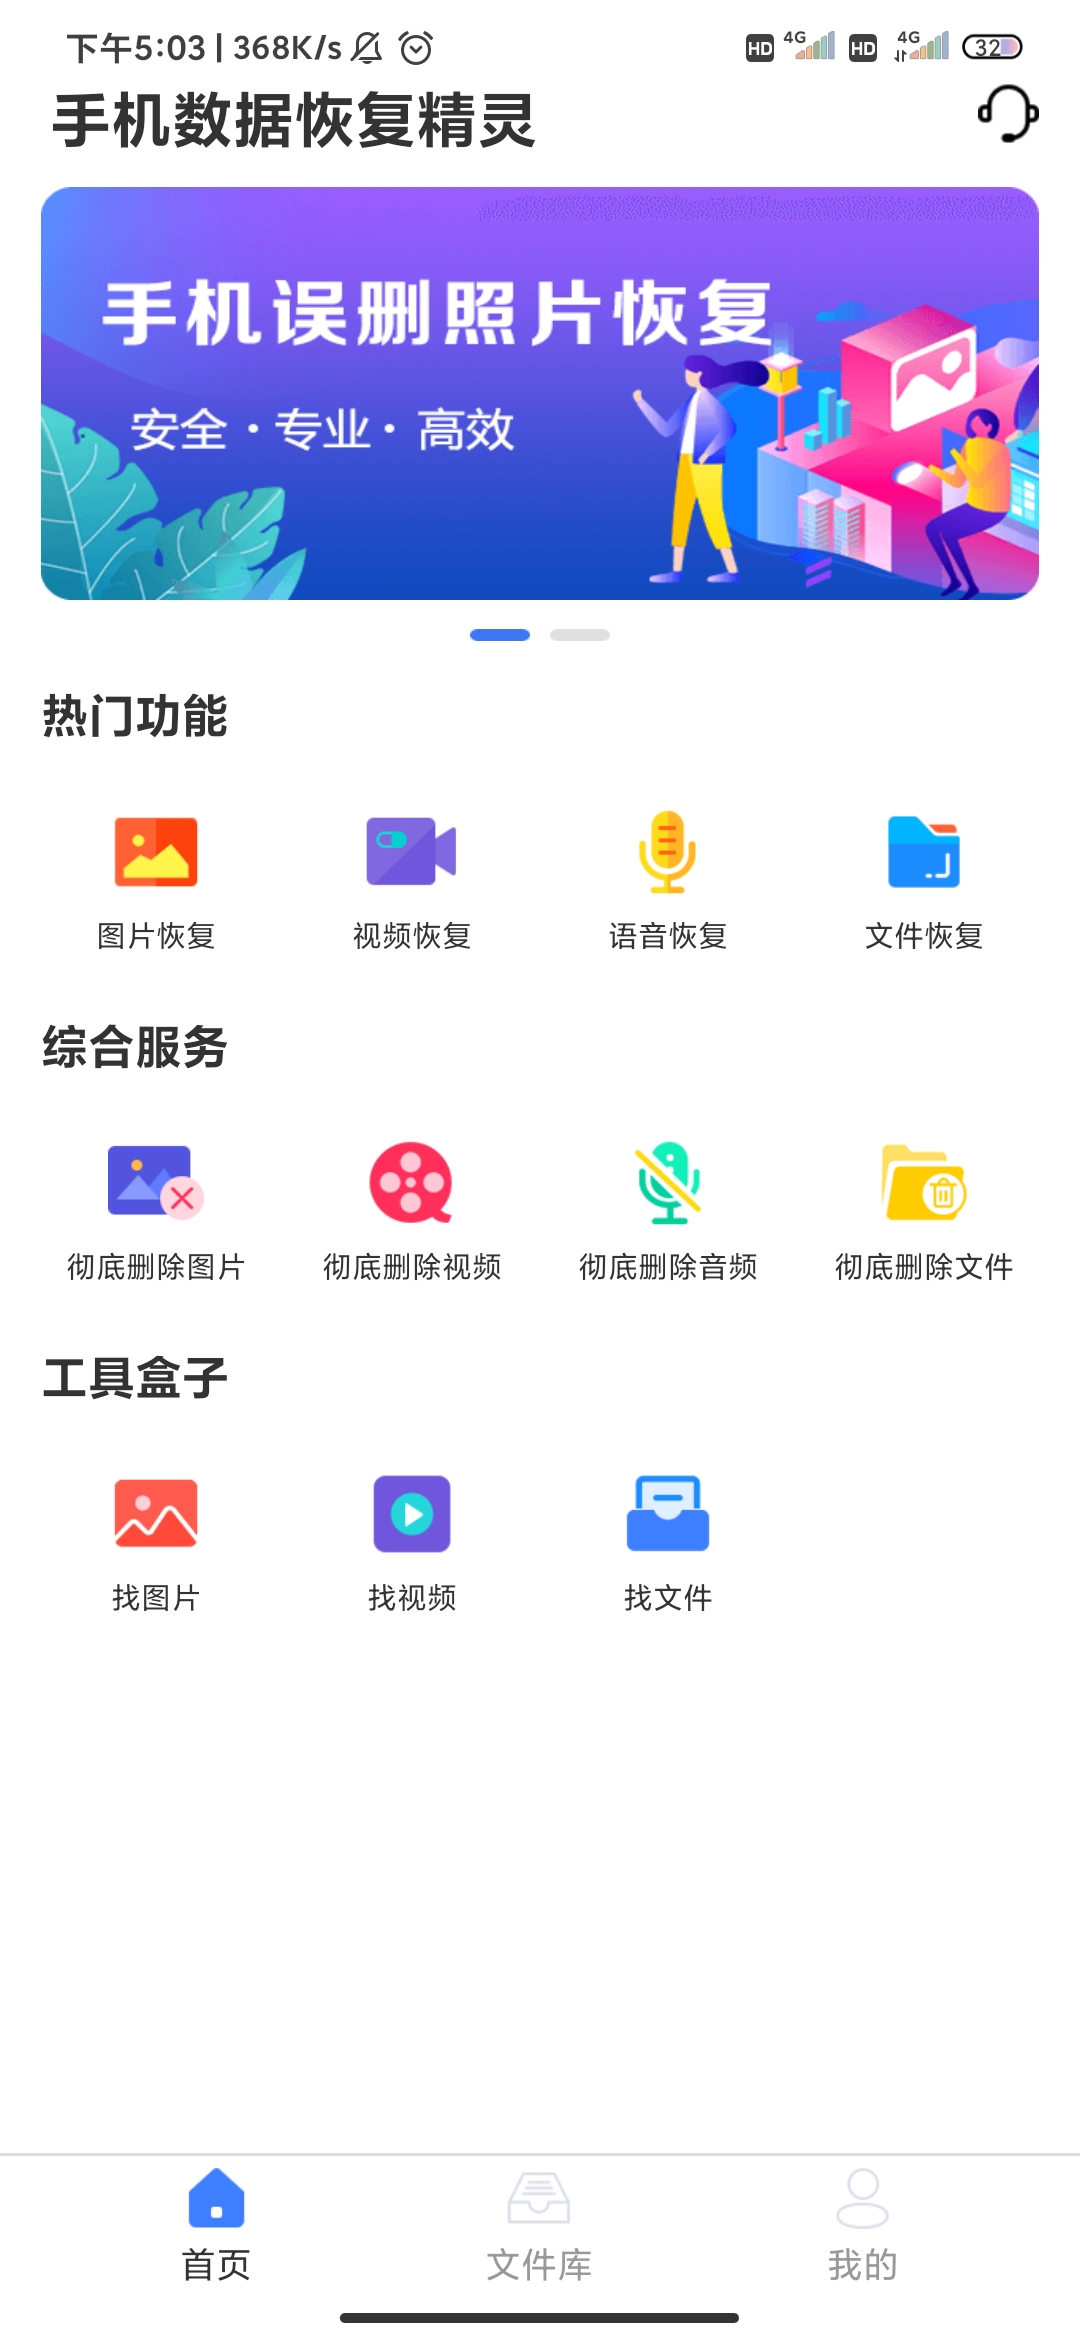 下午5:03 | 368K/s
HD 4G HD 4G 32
手机数据恢复精灵
手机误删照片恢复
安全·专业·高效
热门功能
图片恢复 视频恢复 语音恢复 文件恢复
综合服务
彻底删除图片 彻底删除视频 彻底删除音频 彻底删除文件
工具盒子
找图片 找视频 找文件
首页 文件库 我的